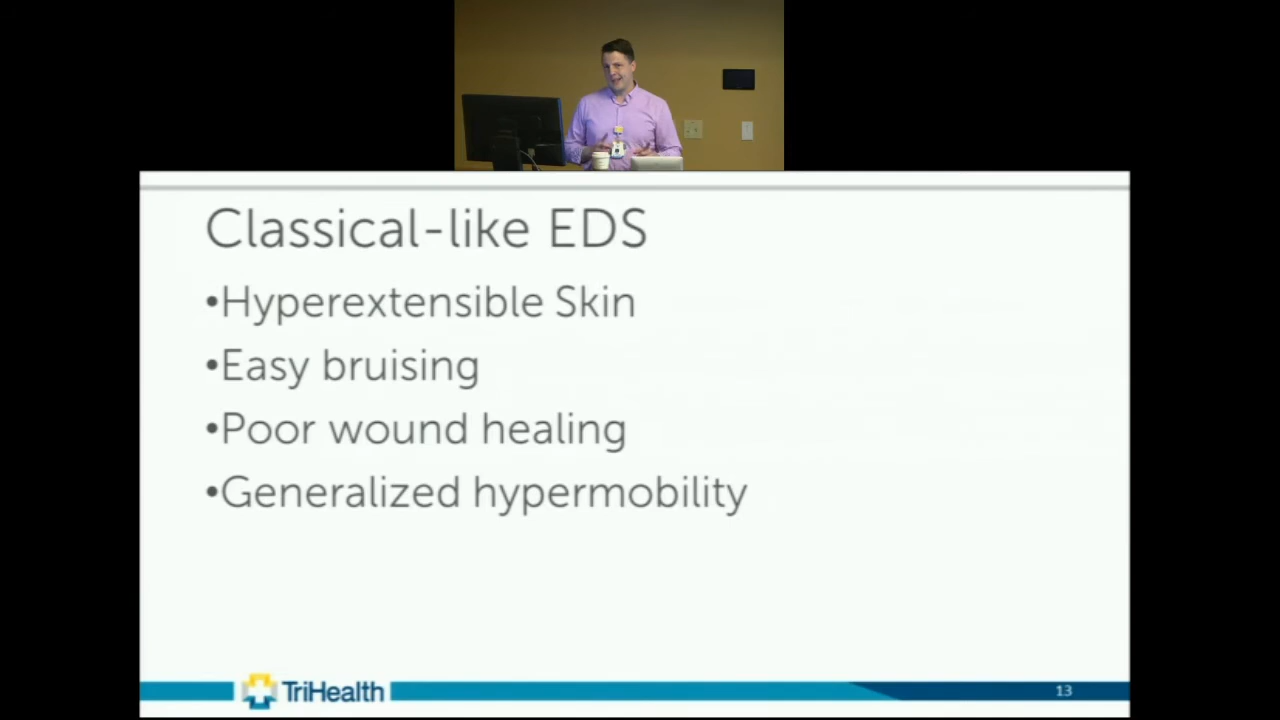 Classical-like EDS
•Hyperextensible Skin
•Easy bruising
•Poor wound healing
•Generalized hypermobility
TriHealth
13